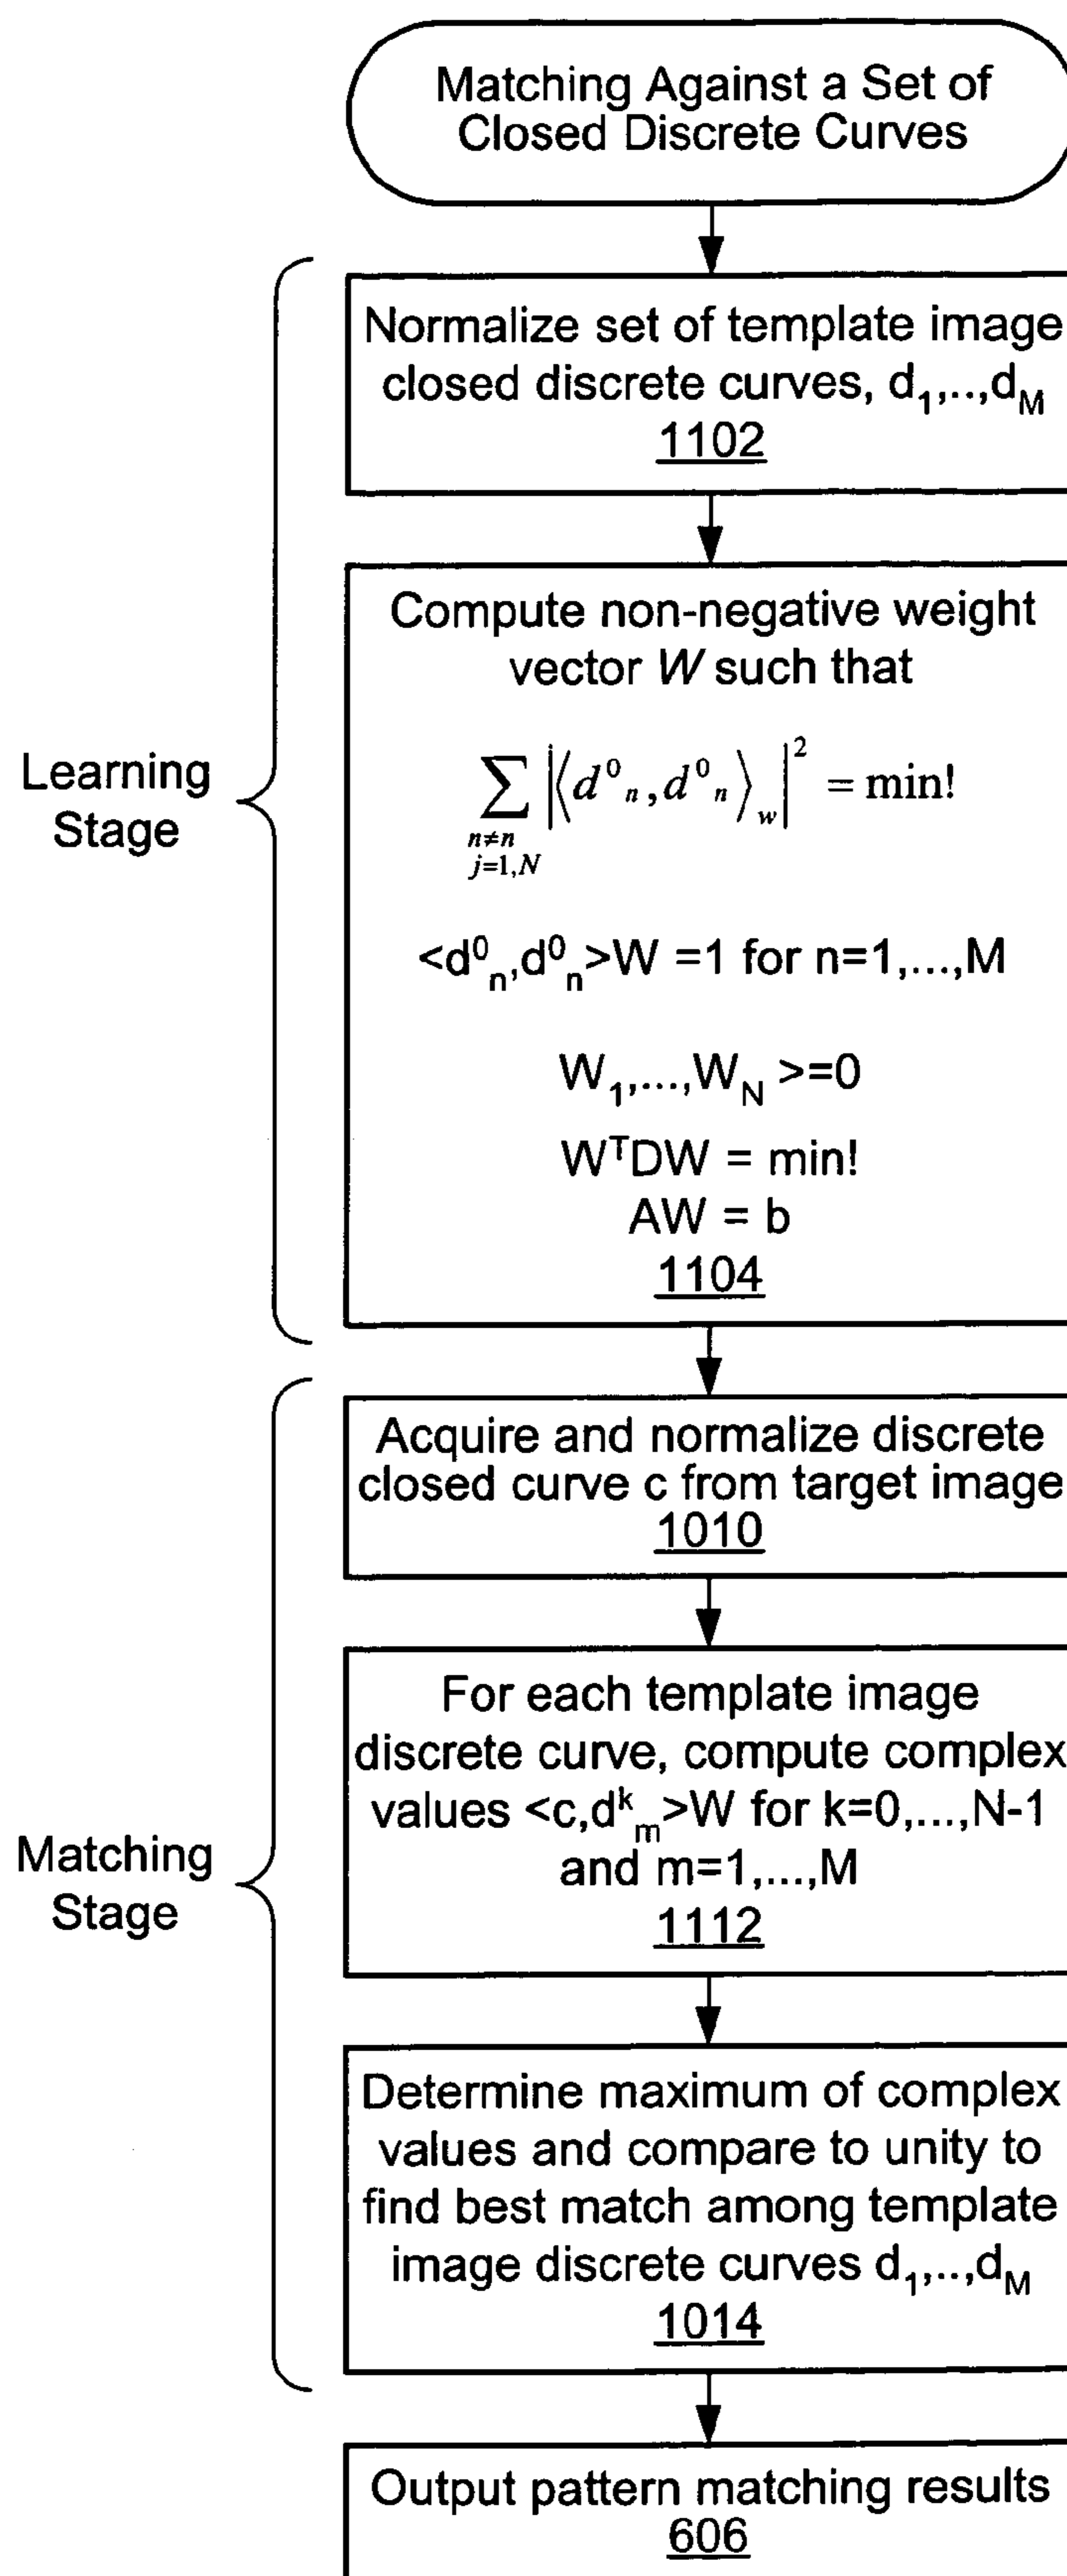 Matching Against a Set of
Closed Discrete Curves
Normalize set of template image
closed discrete curves, d₁,..,d_M
1102
Compute non-negative weight
vector W such that
∑ |⟨d⁰ₙ, d⁰ₙ⟩_w|² = min!
n≠n
j=1,N
<d⁰ₙ,d⁰ₙ>W =1 for n=1,...,M
W₁,...,W_N >=0
WᵀDW = min!
AW = b
1104
Learning
Stage
Acquire and normalize discrete
closed curve c from target image
1010
For each template image
discrete curve, compute complex
values <c,dᵏₘ>W for k=0,...,N-1
and m=1,...,M
1112
Matching
Stage
Determine maximum of complex
values and compare to unity to
find best match among template
image discrete curves d₁,..,d_M
1014
Output pattern matching results
606